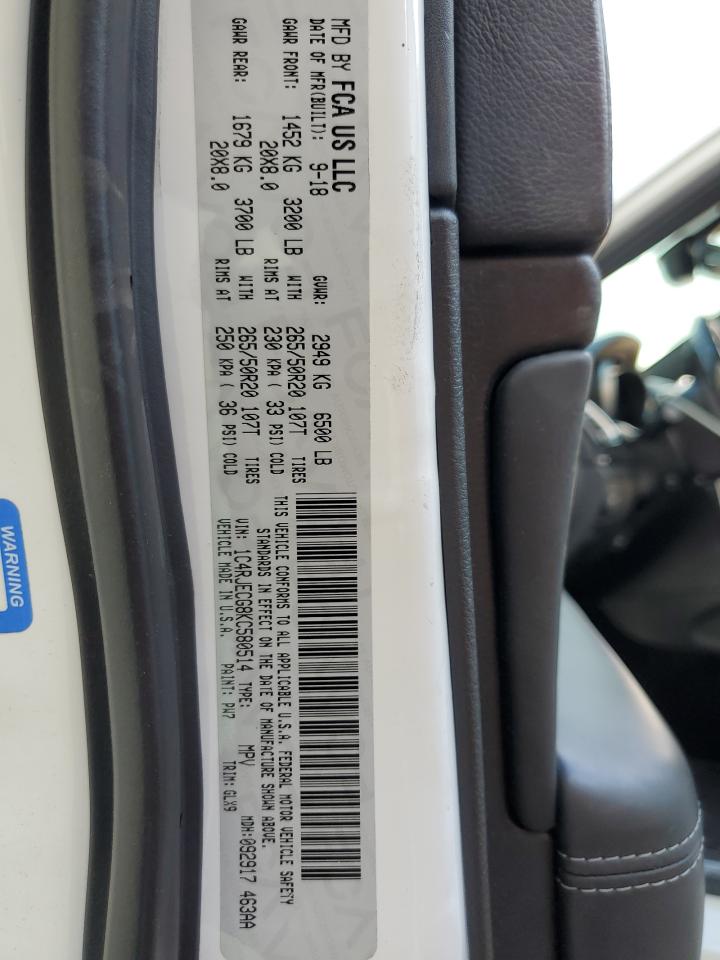 MFD BY FCA US LLC
DATE OF MFR(BUILT): 9-18 GVWR: 2949 KG 6500 LB
GAWR FRONT: 1452 KG 3200 LB WITH 265/50R20 107T TIRES
20X8.0 RIMS AT 230 KPA ( 33 PSI) COLD
GAWR REAR: 1679 KG 3700 LB WITH 265/50R20 107T TIRES
20X8.0 RIMS AT 250 KPA ( 36 PSI) COLD
THIS VEHICLE CONFORMS TO ALL APPLICABLE U.S.A. FEDERAL MOTOR VEHICLE SAFETY
STANDARDS IN EFFECT ON THE DATE OF MANUFACTURE SHOWN ABOVE.
VIN: 1C4RJECG8KC580514 TYPE: MPV MDH:092917 463AA
VEHICLE MADE IN U.S.A. PAINT: PW7 TRIM: GLX9
WARNING